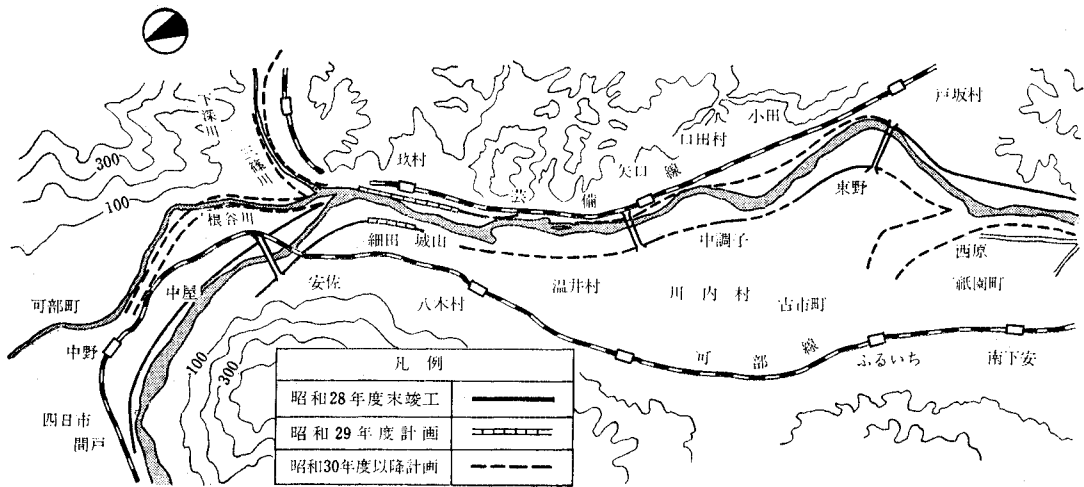 戸坂村
小田
口田村
下深川
三篠川
300
100
玖村
矢口
芸備線
東野
根谷川
細田 城山
中調子
西原
祇園町
中屋
安佐
温井村
川内村
古市町
可部町
八木村
中野
100
300
可部線
ふるいち
南下安
四日市
間戸
凡例
昭和28年度末竣工
昭和29年度計画
昭和30年度以降計画